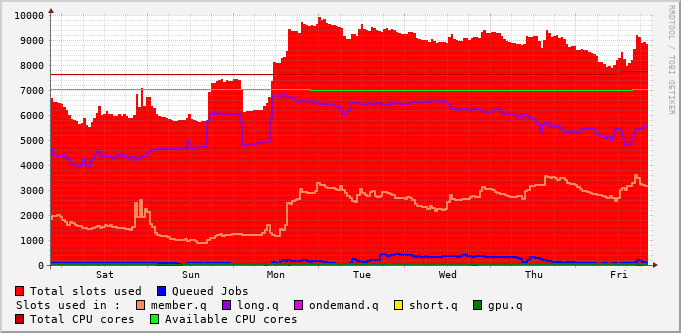 10000
9000
8000
7000
6000
5000
4000
3000
2000
1000
0
Sat Sun Mon Tue Wed Thu Fri
RRDTOOL / TOBI OETIKER
Total slots used Queued Jobs
Slots used in : member.q long.q ondemand.q short.q gpu.q
Total CPU cores Available CPU cores